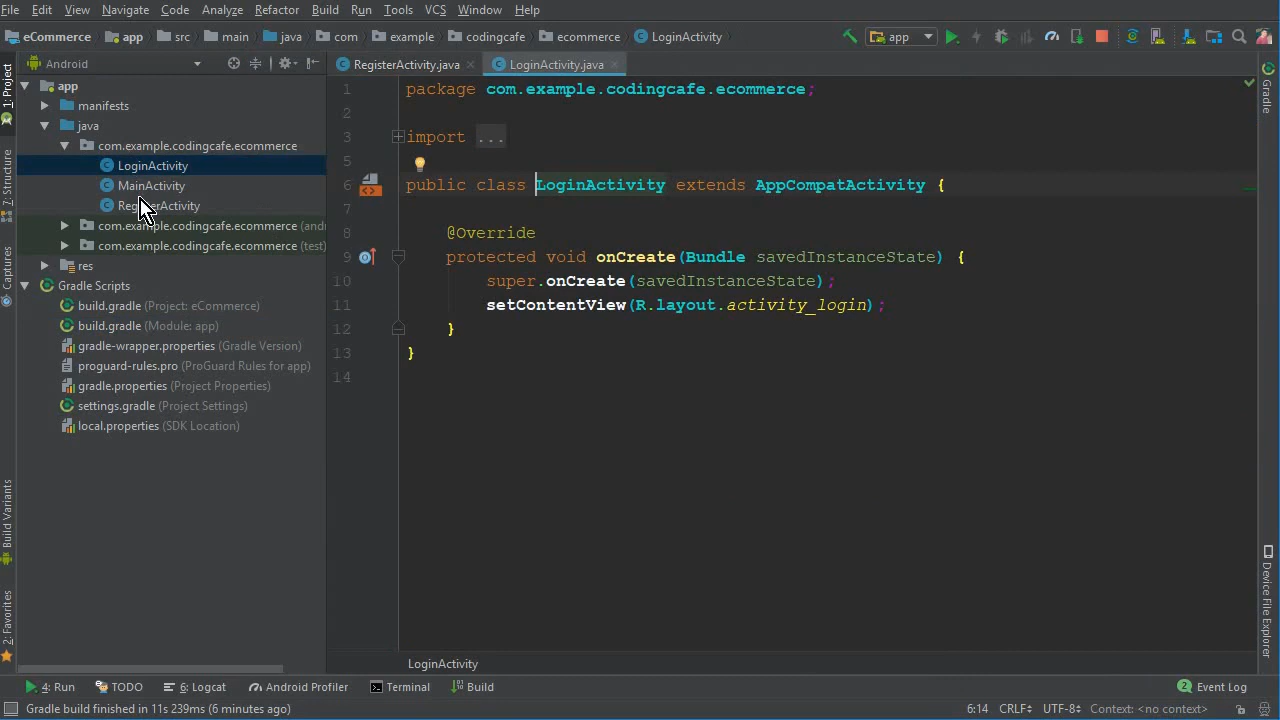 File Edit View Navigate Code Analyze Refactor Build Run Tools VCS Window Help
eCommerce app src main java com example codingcafe ecommerce LoginActivity app
1: Project
7: Structure
Captures
Build Variants
2: Favorites
Android
app
manifests
java
com.example.codingcafe.ecommerce
LoginActivity
MainActivity
com.example.codingcafe.ecommerce (and
com.example.codingcafe.ecommerce (test)
res
Gradle Scripts
build.gradle (Project: eCommerce)
build.gradle (Module: app)
gradle-wrapper.properties (Gradle Version)
proguard-rules.pro (ProGuard Rules for app)
gradle.properties (Project Properties)
settings.gradle (Project Settings)
local.properties (SDK Location)
RegisterActivity.java LoginActivity.java
1 package com.example.codingcafe.ecommerce;
2
3 import ...
5
6 public class LoginActivity extends AppCompatActivity {
7
8 @Override
9 protected void onCreate(Bundle savedInstanceState) {
10 super.onCreate(savedInstanceState);
11 setContentView(R.layout.activity_login);
12 }
13 }
14
LoginActivity
Gradle
Device File Explorer
4: Run TODO 6: Logcat Android Profiler Terminal Build 2 Event Log
Gradle build finished in 11s 239ms (6 minutes ago) 6:14 CRLF UTF-8 Context: <no context>